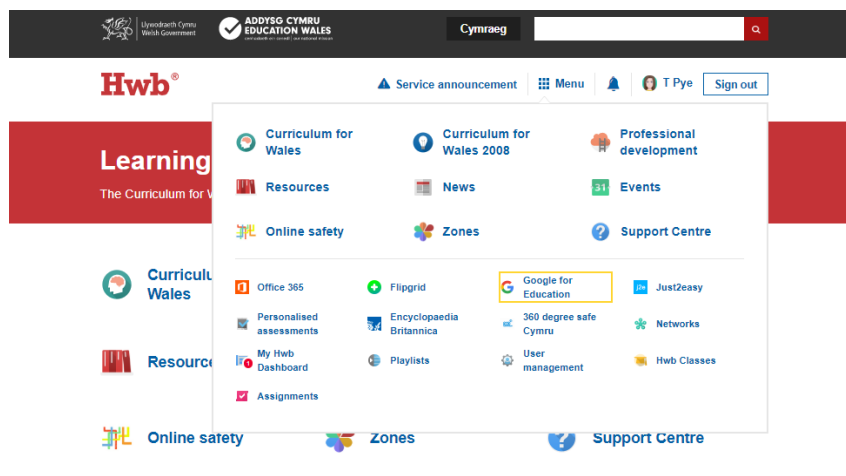 Llywodraeth Cymru
Welsh Government
ADDYSG CYMRU
EDUCATION WALES
Cymraeg
Hwb®
Service announcement
Menu
T Pye
Sign out
Learning
The Curriculum for W
Curriculum for
Wales
Curriculum for
Wales 2008
Professional
development
Resources
News
31
Events
Online safety
Zones
Support Centre
Office 365
Flipgrid
Google for
Education
j2e
Just2easy
Personalised
assessments
Encyclopaedia
Britannica
360 degree safe
Cymru
Networks
My Hwb
Dashboard
Playlists
User
management
Hwb Classes
Assignments
Curriculu
Wales
Resource
Online safety
Zones
Support Centre